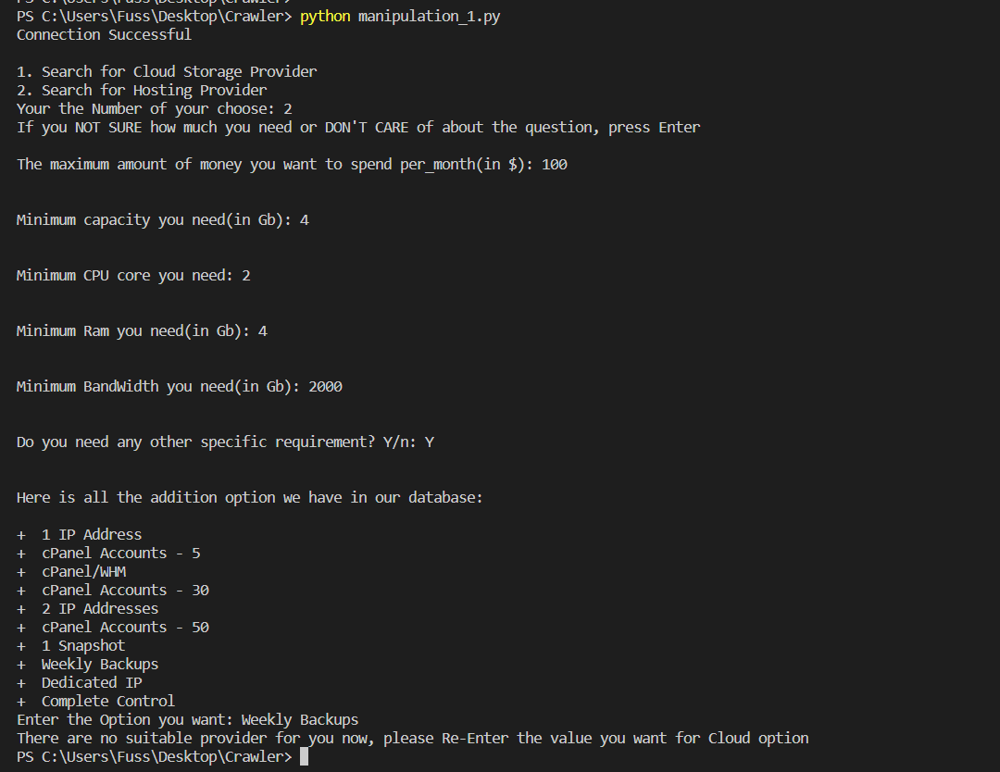 PS C:\Users\Fuss\Desktop\Crawler>
PS C:\Users\Fuss\Desktop\Crawler> python manipulation_1.py
Connection Successful
1. Search for Cloud Storage Provider
2. Search for Hosting Provider
Your the Number of your choose: 2
If you NOT SURE how much you need or DON'T CARE of about the question, press Enter
The maximum amount of money you want to spend per_month(in $): 100
Minimum capacity you need(in Gb): 4
Minimum CPU core you need: 2
Minimum Ram you need(in Gb): 4
Minimum BandWidth you need(in Gb): 2000
Do you need any other specific requirement? Y/n: Y
Here is all the addition option we have in our database:
+  1 IP Address
+  cPanel Accounts - 5
+  cPanel/WHM
+  cPanel Accounts - 30
+  2 IP Addresses
+  cPanel Accounts - 50
+  1 Snapshot
+  Weekly Backups
+  Dedicated IP
+  Complete Control
Enter the Option you want: Weekly Backups
There are no suitable provider for you now, please Re-Enter the value you want for Cloud option
PS C:\Users\Fuss\Desktop\Crawler>